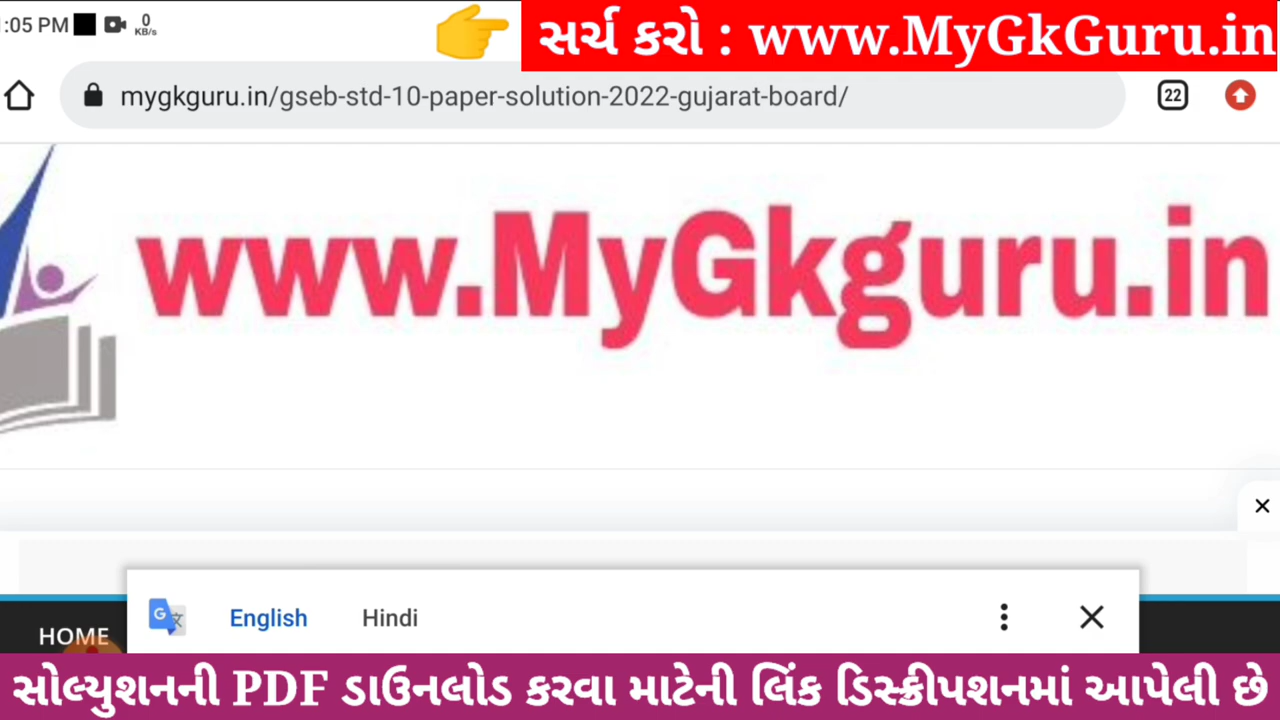 :05 PM 0 KB/s
સર્ચ કરો : www.MyGkGuru.in
mygkguru.in/gseb-std-10-paper-solution-2022-gujarat-board/ 22
www.MyGkguru.in
English Hindi
HOME
સોલ્યુશનની PDF ડાઉનલોડ કરવા માટેની લિંક ડિસ્ક્રીપશનમાં આપેલી છે